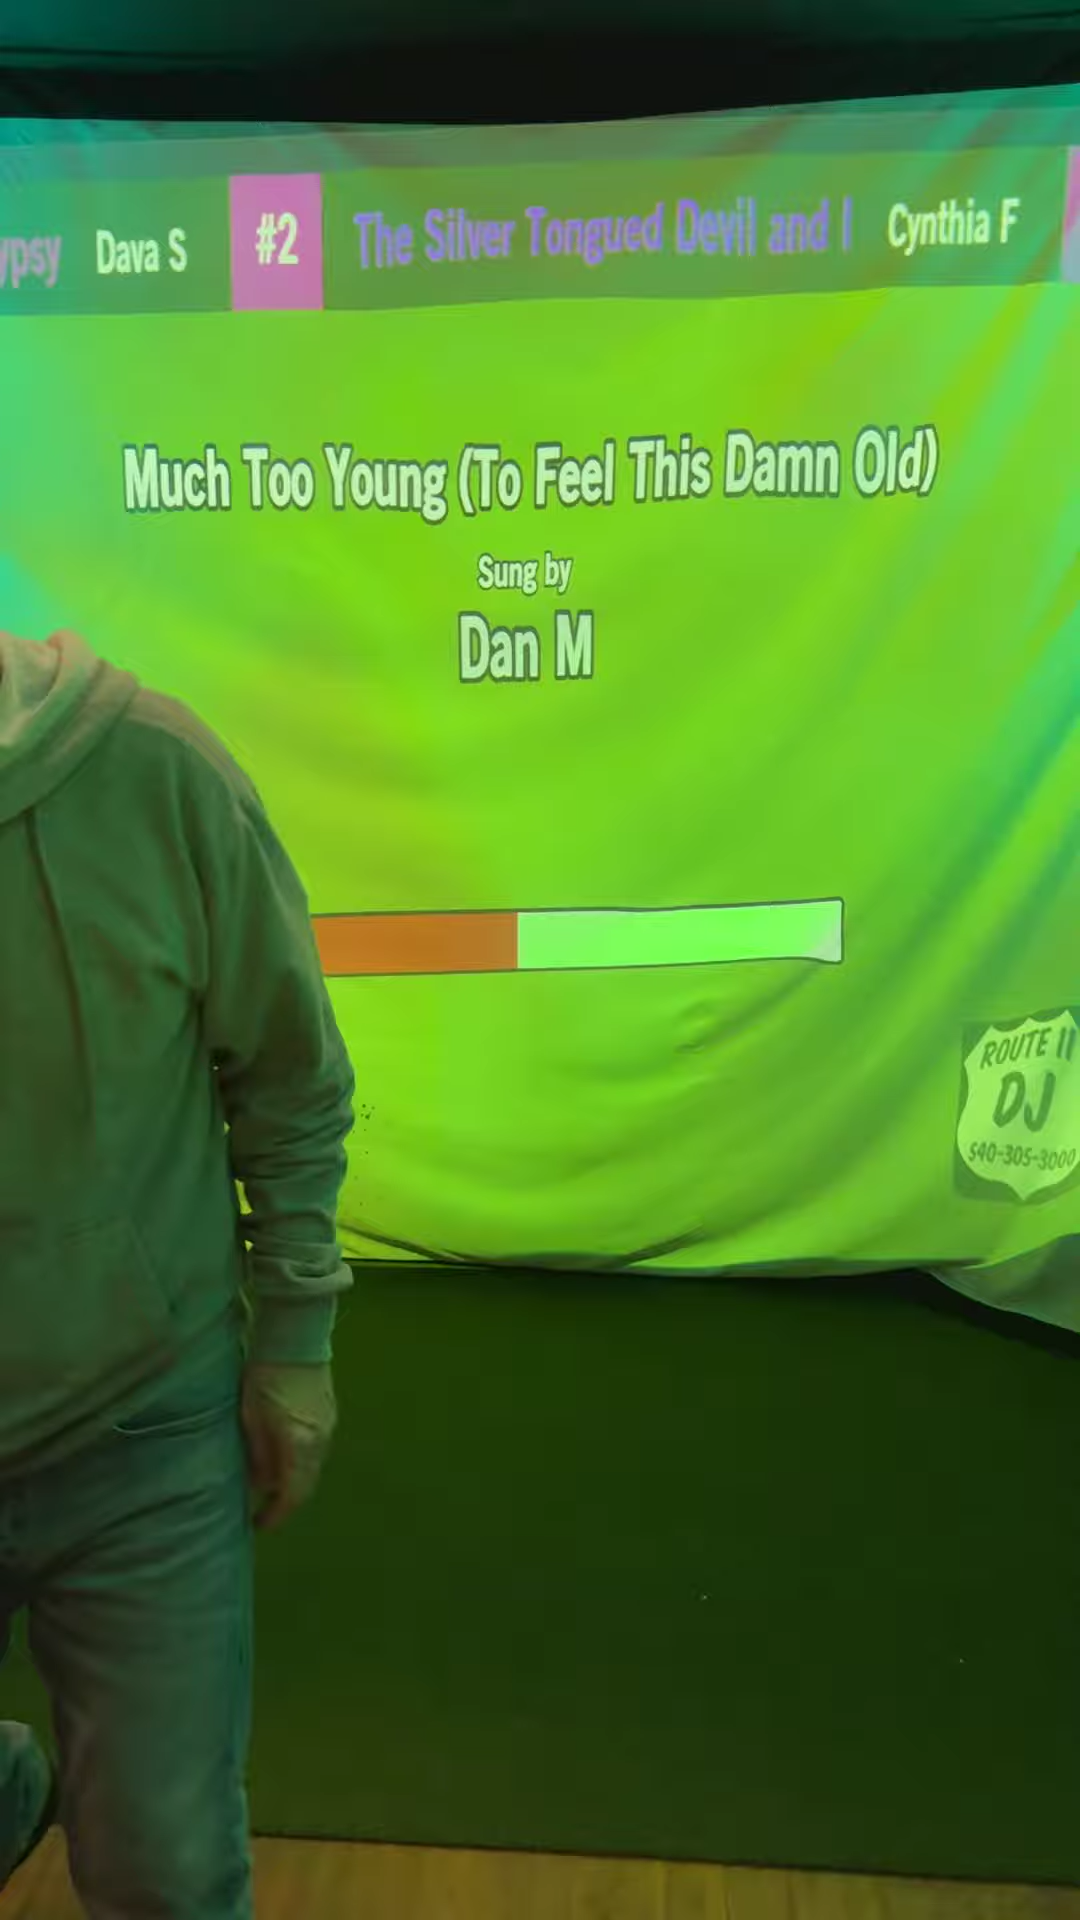 ypsy Dava S #2 The Silver Tongued Devil and I Cynthia F
Much Too Young (To Feel This Damn Old)
Sung by
Dan M
ROUTE 11
DJ
540-305-3000